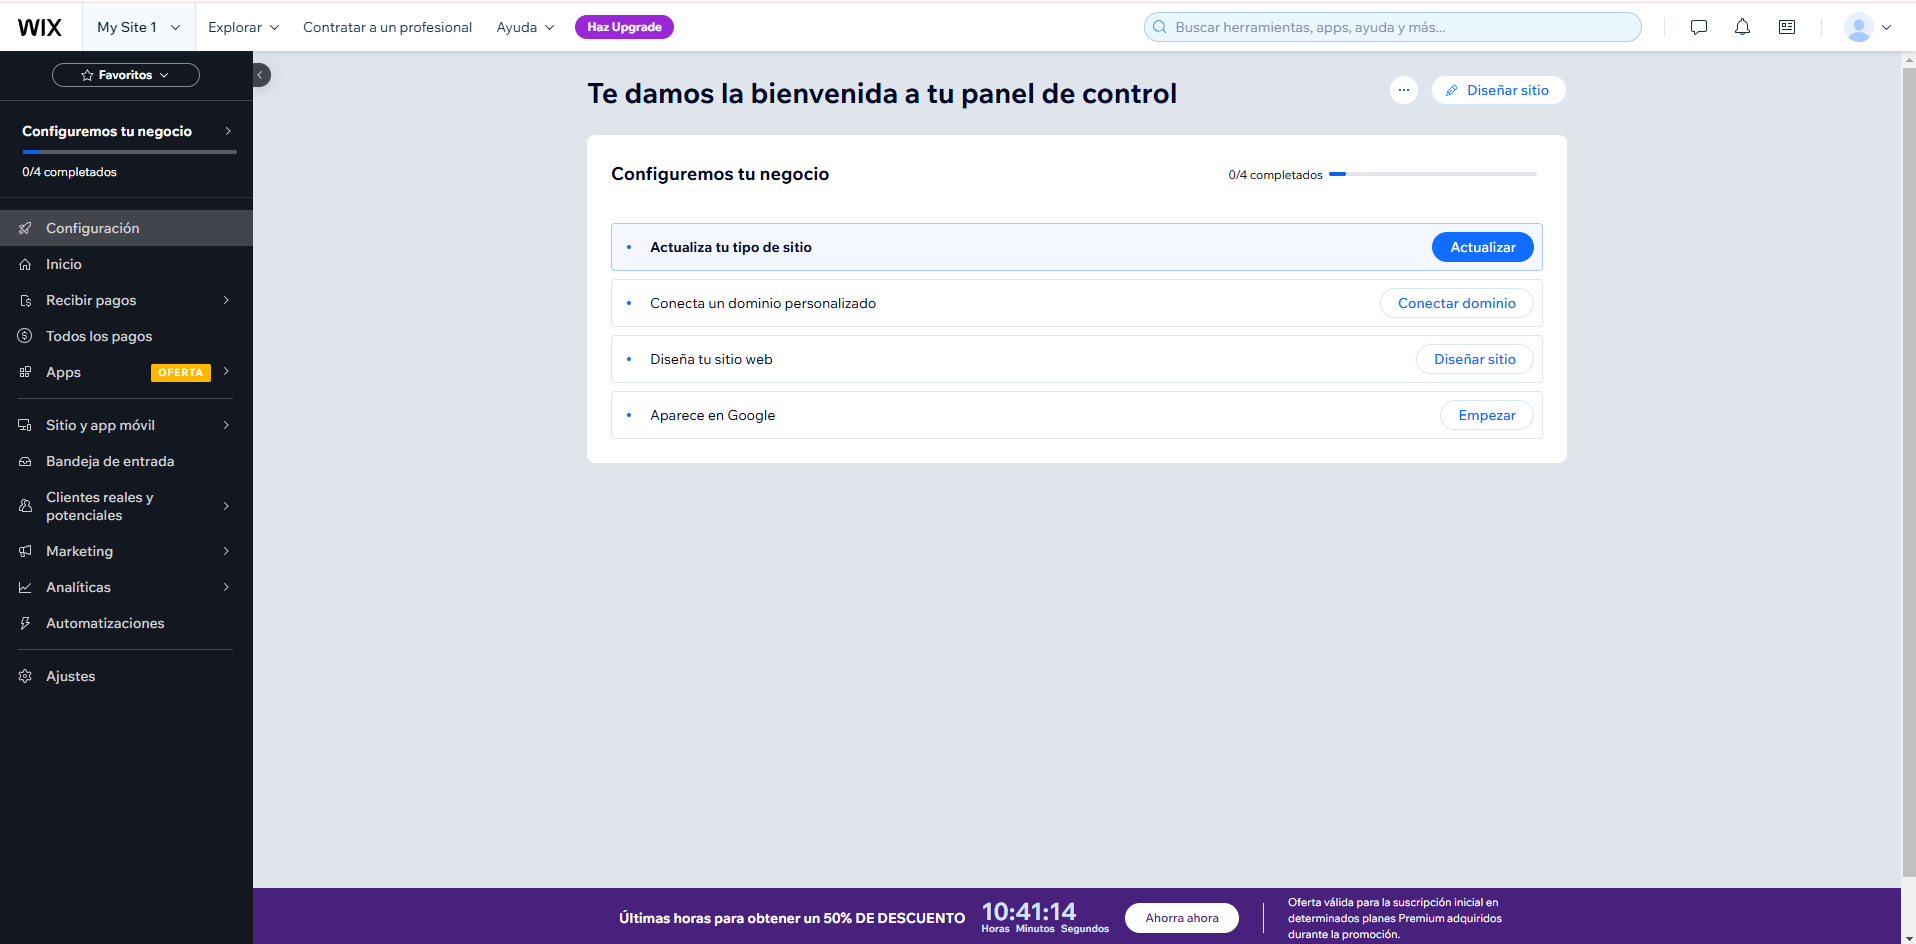 WIX
My Site 1
Explorar
Contratar a un profesional
Ayuda
Haz Upgrade
Buscar herramientas, apps, ayuda y más...
Favoritos
Configuremos tu negocio
0/4 completados
Configuración
Inicio
Recibir pagos
Todos los pagos
Apps
OFERTA
Sitio y app móvil
Bandeja de entrada
Clientes reales y
potenciales
Marketing
Analíticas
Automatizaciones
Ajustes
Te damos la bienvenida a tu panel de control
...
Diseñar sitio
Configuremos tu negocio
0/4 completados
Actualiza tu tipo de sitio
Actualizar
Conecta un dominio personalizado
Conectar dominio
Diseña tu sitio web
Diseñar sitio
Aparece en Google
Empezar
Últimas horas para obtener un 50% DE DESCUENTO
10:41:14
Horas Minutos Segundos
Ahorra ahora
Oferta válida para la suscripción inicial en
determinados planes Premium adquiridos
durante la promoción.